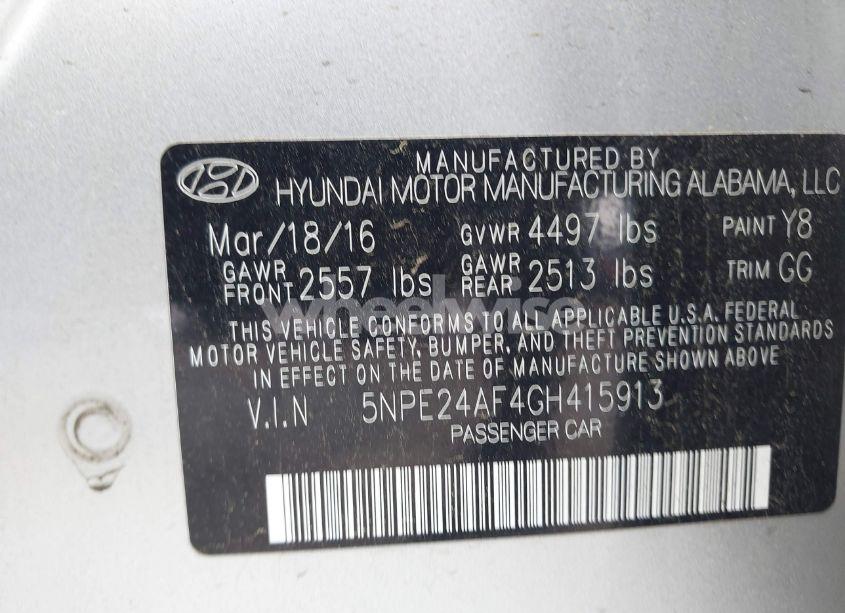 MANUFACTURED BY
HYUNDAI MOTOR MANUFACTURING ALABAMA, LLC
Mar/18/16 GVWR 4497 lbs PAINT Y8
GAWR FRONT 2557 lbs GAWR REAR 2513 lbs TRIM GG
wheelwise
THIS VEHICLE CONFORMS TO ALL APPLICABLE U.S.A. FEDERAL
MOTOR VEHICLE SAFETY, BUMPER, AND THEFT PREVENTION STANDARDS
IN EFFECT ON THE DATE OF MANUFACTURE SHOWN ABOVE
V.I.N 5NPE24AF4GH415913
PASSENGER CAR